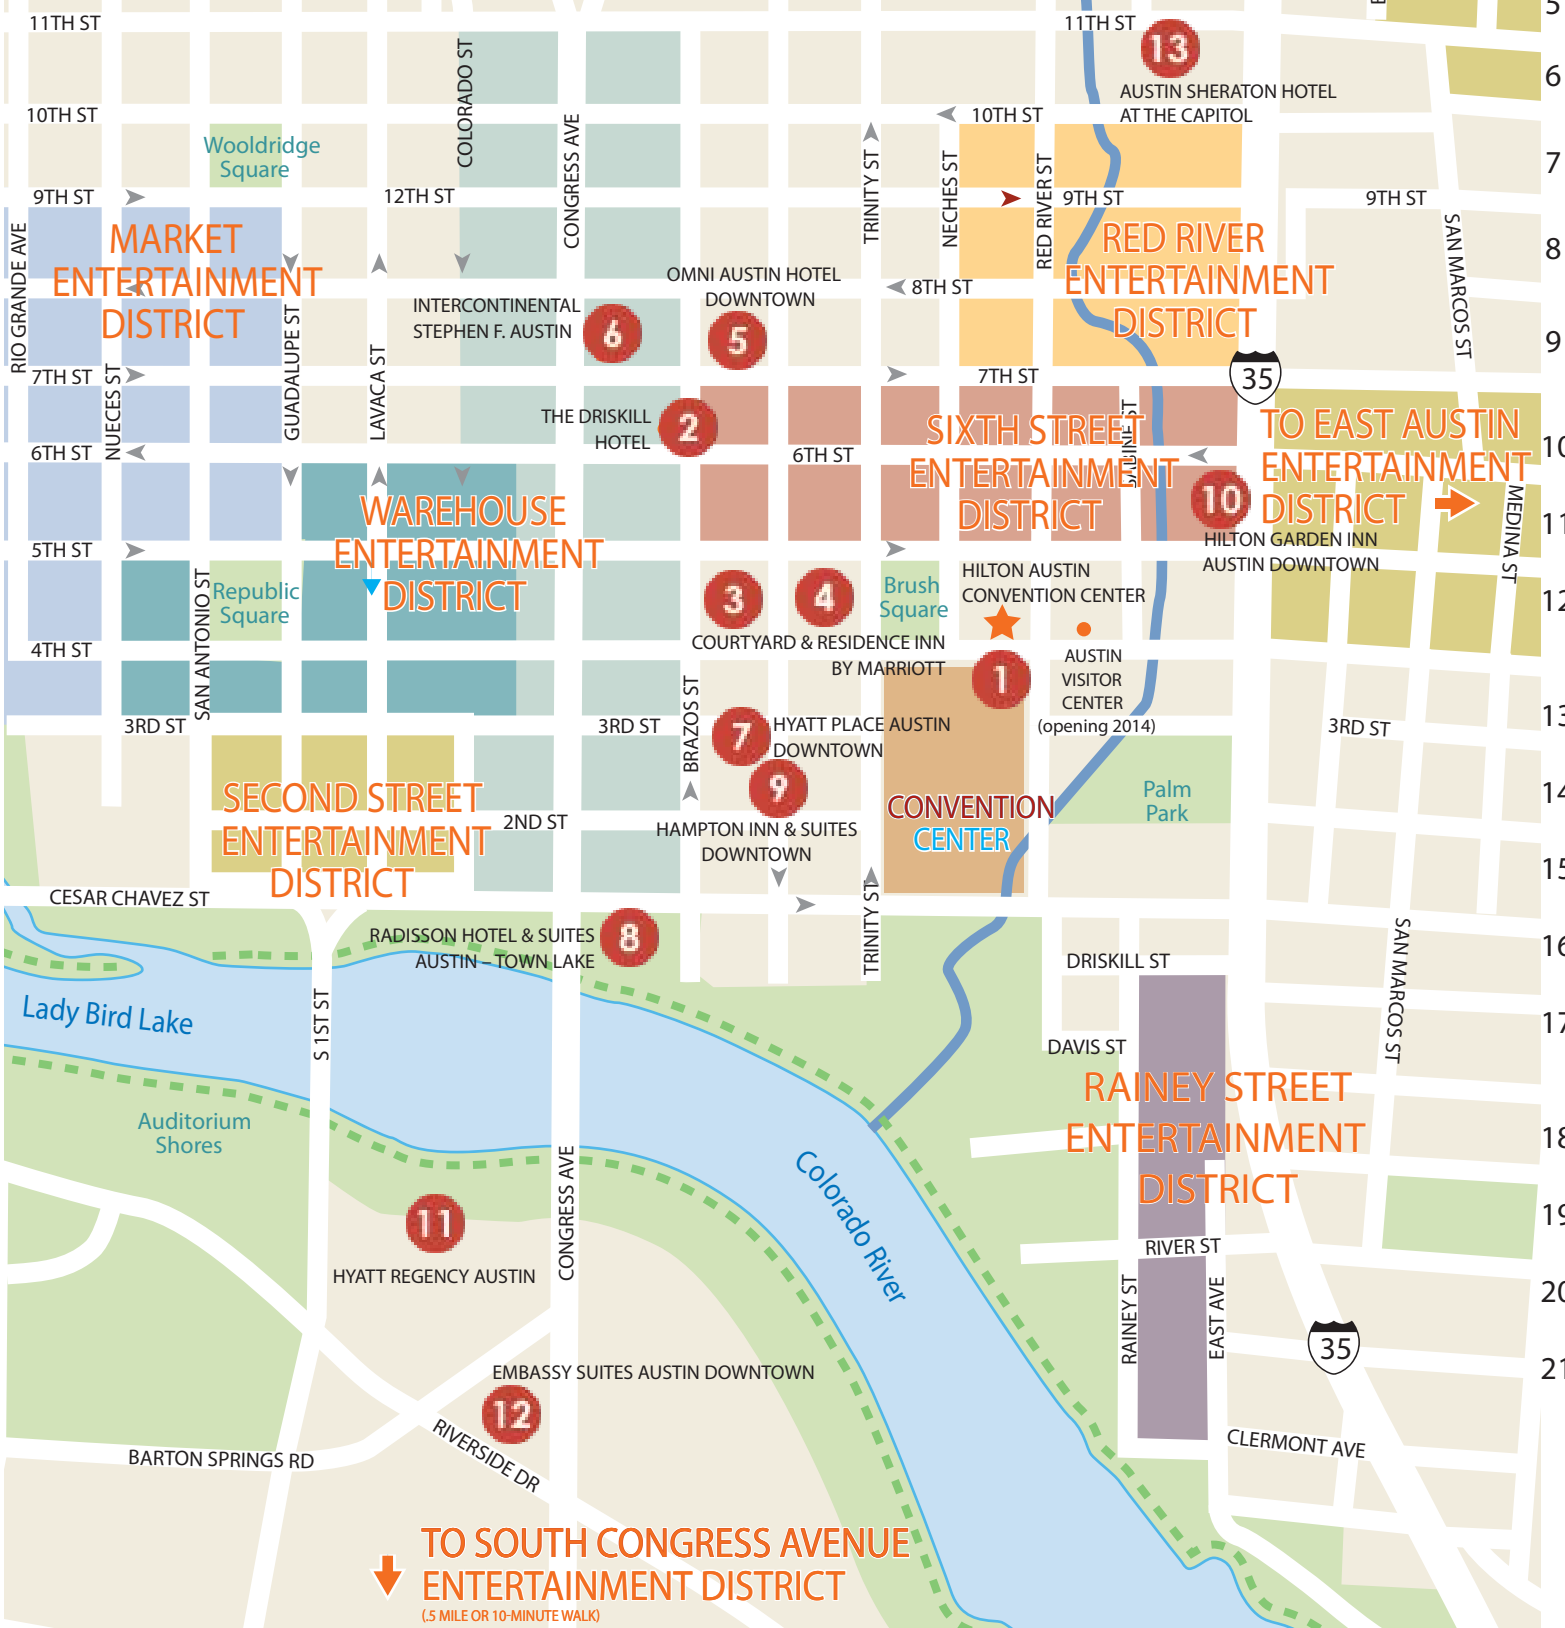 11TH ST
11TH ST
13
5
6
AUSTIN SHERATON HOTEL
AT THE CAPITOL
10TH ST
COLORADO ST
CONGRESS AVE
10TH ST
Wooldridge
Square
TRINITY ST
NECHES ST
RED RIVER ST
7
9TH ST
12TH ST
9TH ST
9TH ST
RIO GRANDE AVE
MARKET
ENTERTAINMENT
DISTRICT
RED RIVER
ENTERTAINMENT
DISTRICT
SAN MARCOS ST
8
OMNI AUSTIN HOTEL
DOWNTOWN
8TH ST
INTERCONTINENTAL
STEPHEN F. AUSTIN
6
5
9
GUADALUPE ST
LAVACA ST
NUECES ST
7TH ST
7TH ST
35
THE DRISKILL
HOTEL
2
SIXTH STREET
ENTERTAINMENT
DISTRICT
SABINE ST
TO EAST AUSTIN
ENTERTAINMENT
DISTRICT
10
6TH ST
6TH ST
10
MEDINA ST
11
WAREHOUSE
ENTERTAINMENT
DISTRICT
5TH ST
HILTON GARDEN INN
AUSTIN DOWNTOWN
SAN ANTONIO ST
Republic
Square
3
4
Brush
Square
HILTON AUSTIN
CONVENTION CENTER
12
4TH ST
COURTYARD & RESIDENCE INN
BY MARRIOTT
1
AUSTIN
VISITOR
CENTER
(opening 2014)
3RD ST
3RD ST
BRAZOS ST
7
HYATT PLACE AUSTIN
DOWNTOWN
3RD ST
13
9
SECOND STREET
ENTERTAINMENT
DISTRICT
2ND ST
HAMPTON INN & SUITES
DOWNTOWN
CONVENTION
CENTER
Palm
Park
14
15
CESAR CHAVEZ ST
TRINITY ST
RADISSON HOTEL & SUITES
AUSTIN – TOWN LAKE
8
DRISKILL ST
SAN MARCOS ST
16
Lady Bird Lake
S 1ST ST
17
DAVIS ST
RAINEY STREET
ENTERTAINMENT
DISTRICT
Auditorium
Shores
18
CONGRESS AVE
Colorado River
11
19
HYATT REGENCY AUSTIN
RIVER ST
RAINEY ST
EAST AVE
20
35
21
EMBASSY SUITES AUSTIN DOWNTOWN
12
RIVERSIDE DR
BARTON SPRINGS RD
CLERMONT AVE
TO SOUTH CONGRESS AVENUE
ENTERTAINMENT DISTRICT
(.5 MILE OR 10-MINUTE WALK)